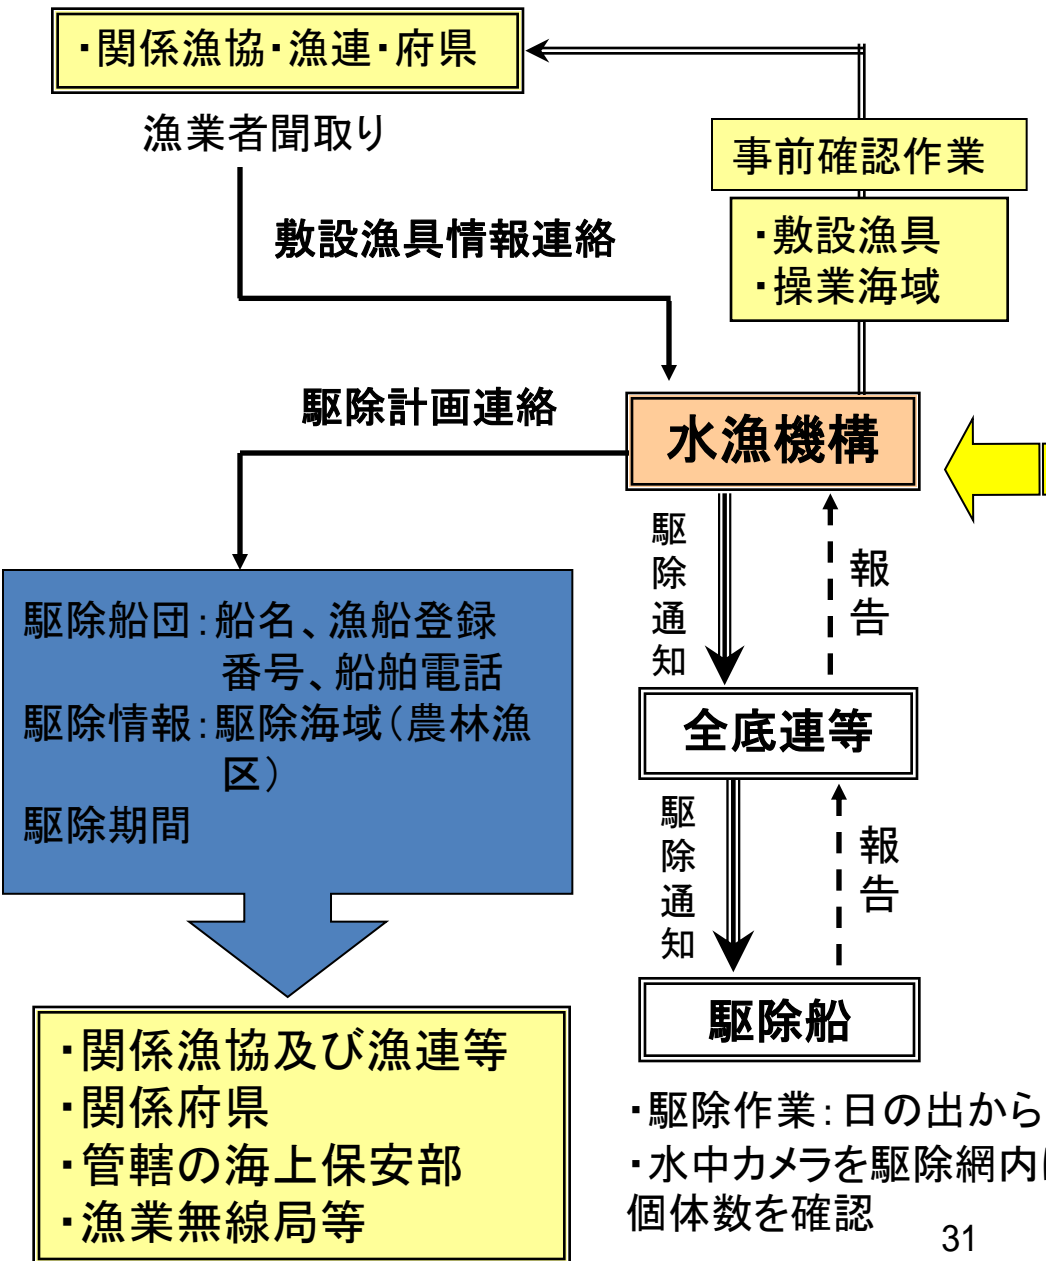 ・関係漁協・漁連・府県
漁業者聞取り
事前確認作業
・敷設漁具
・操業海域
敷設漁具情報連絡
駆除計画連絡
水漁機構
駆除通知
報告
駆除船団：船名、漁船登録
番号、船舶電話
駆除情報：駆除海域（農林漁
区）
駆除期間
全底連等
駆除通知
報告
駆除船
・関係漁協及び漁連等
・関係府県
・管轄の海上保安部
・漁業無線局等
・駆除作業：日の出から
・水中カメラを駆除網内
個体数を確認
31